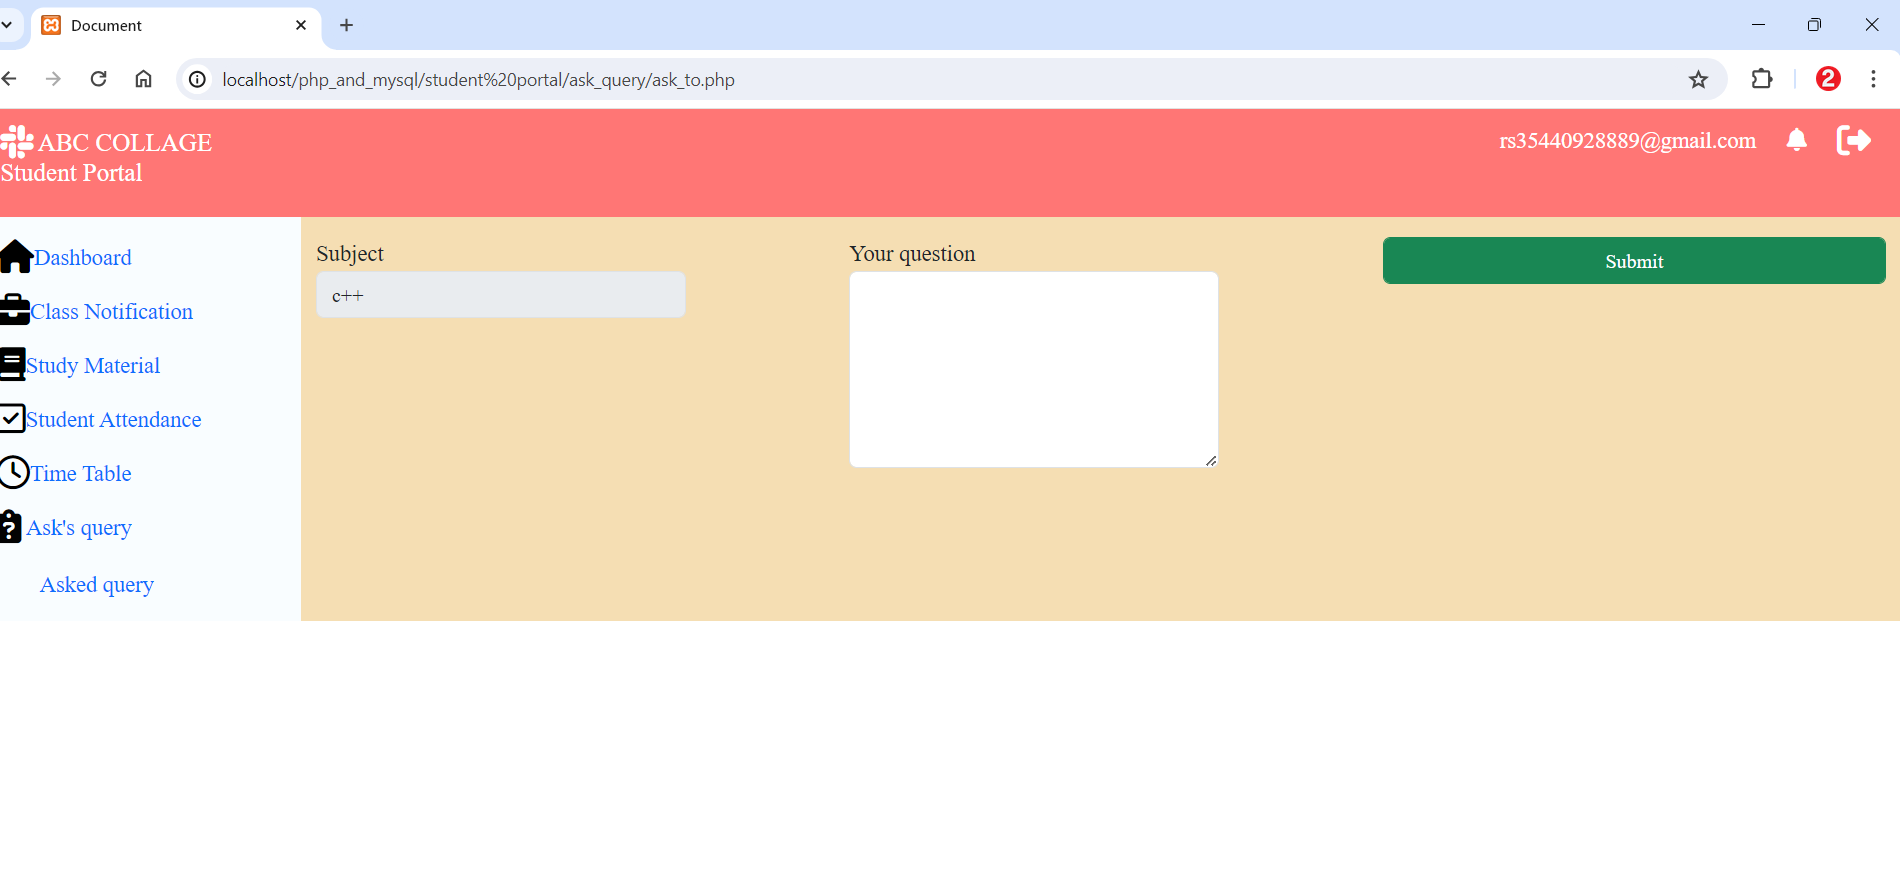 Document
localhost/php_and_mysql/student%20portal/ask_query/ask_to.php
2
ABC COLLAGE
Student Portal
rs35440928889@gmail.com
Dashboard
Class Notification
Study Material
Student Attendance
Time Table
Ask's query
Asked query
Subject
c++
Your question
Submit